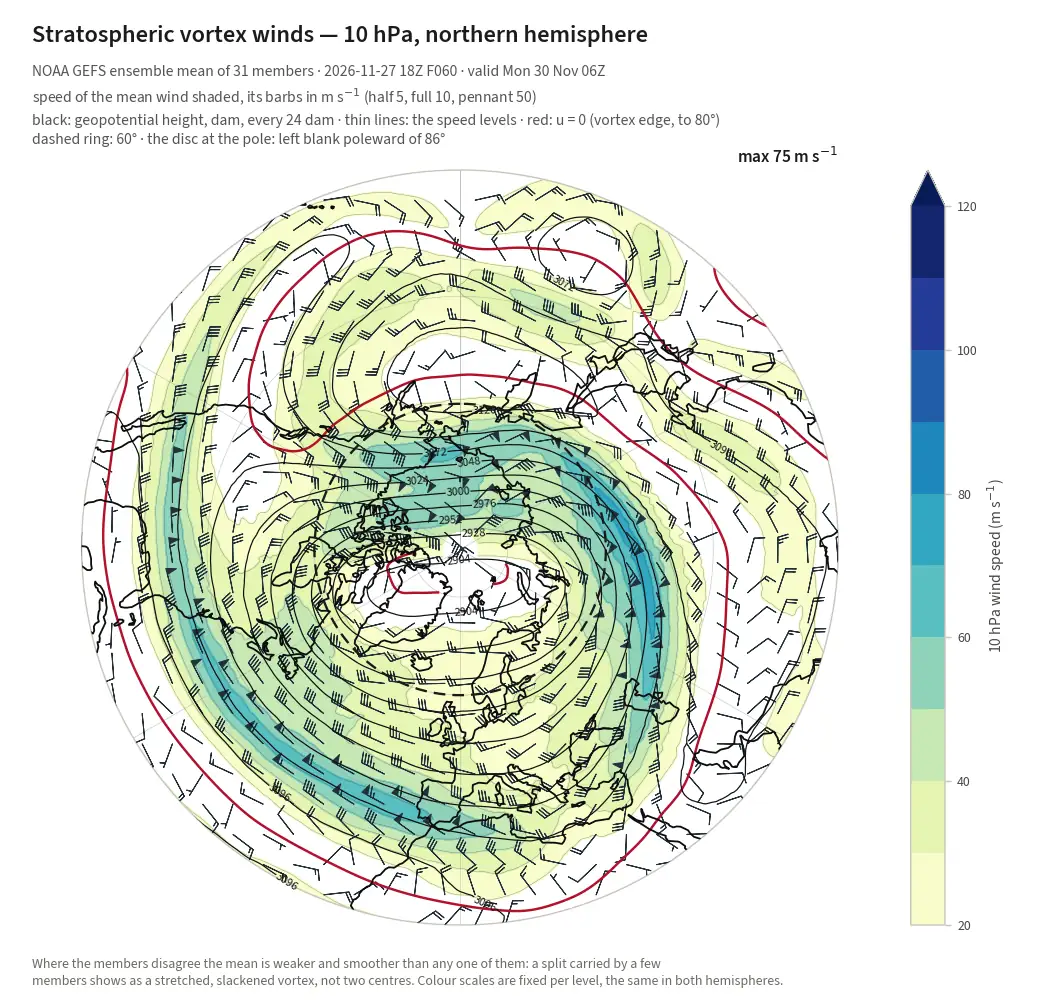 Stratospheric vortex winds — 10 hPa, northern hemisphere
NOAA GEFS ensemble mean of 31 members · 2026-11-27 18Z F060 · valid Mon 30 Nov 06Z
speed of the mean wind shaded, its barbs in m s⁻¹ (half 5, full 10, pennant 50)
black: geopotential height, dam, every 24 dam · thin lines: the speed levels · red: u = 0 (vortex edge, to 80°)
dashed ring: 60° · the disc at the pole: left blank poleward of 86°
max 75 m s⁻¹
120
100
80
60
40
20
10 hPa wind speed (m s⁻¹)
3072
3048
3024
3000
2976
2952
2928
2904
2904
3096
3096
3096
3096
Where the members disagree the mean is weaker and smoother than any one of them: a split carried by a few
members shows as a stretched, slackened vortex, not two centres. Colour scales are fixed per level, the same in both hemispheres.